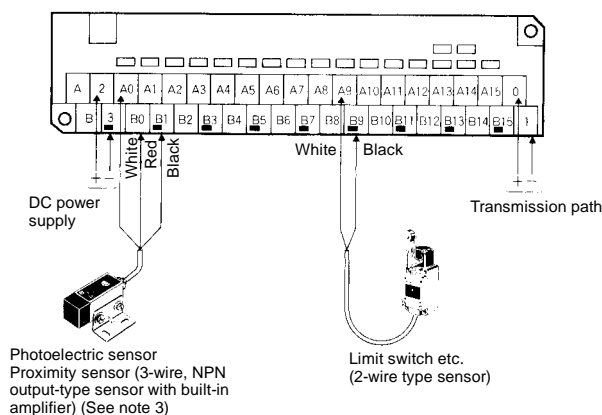 A 2 A0 A1 A2 A3 A4 A5 A6 A7 A8 A9 A10 A11 A12 A13 A14 A15 0
B 3 B0 B1 B2 B3 B4 B5 B6 B7 B8 B9 B10 B11 B12 B13 B14 B15 1
White
Red
Black
White
Black
DC power
supply
Transmission path
Photoelectric sensor
Proximity sensor (3-wire, NPN
output-type sensor with built-in
amplifier) (See note 3)
Limit switch etc.
(2-wire type sensor)